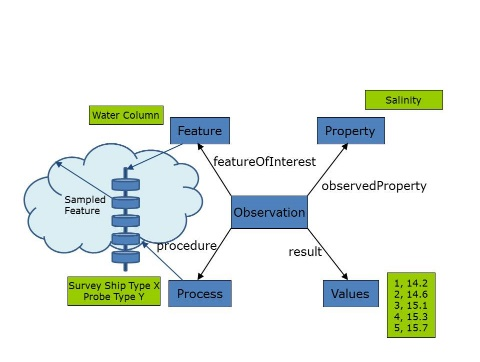 Salinity
Water Column
Feature
Property
featureOfInterest
observedProperty
Sampled
Feature
Observation
procedure
result
Survey Ship Type X
Probe Type Y
Process
Values
1, 14.2
2, 14.6
3, 15.1
4, 15.3
5, 15.7